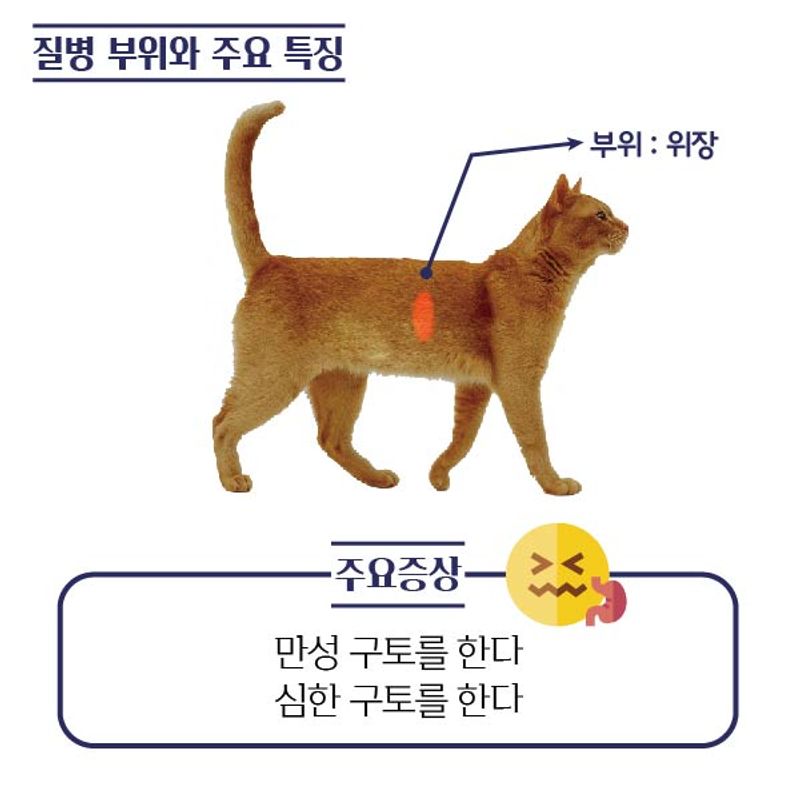 질병 부위와 주요 특징
부위 : 위장
주요증상
만성 구토를 한다
심한 구토를 한다